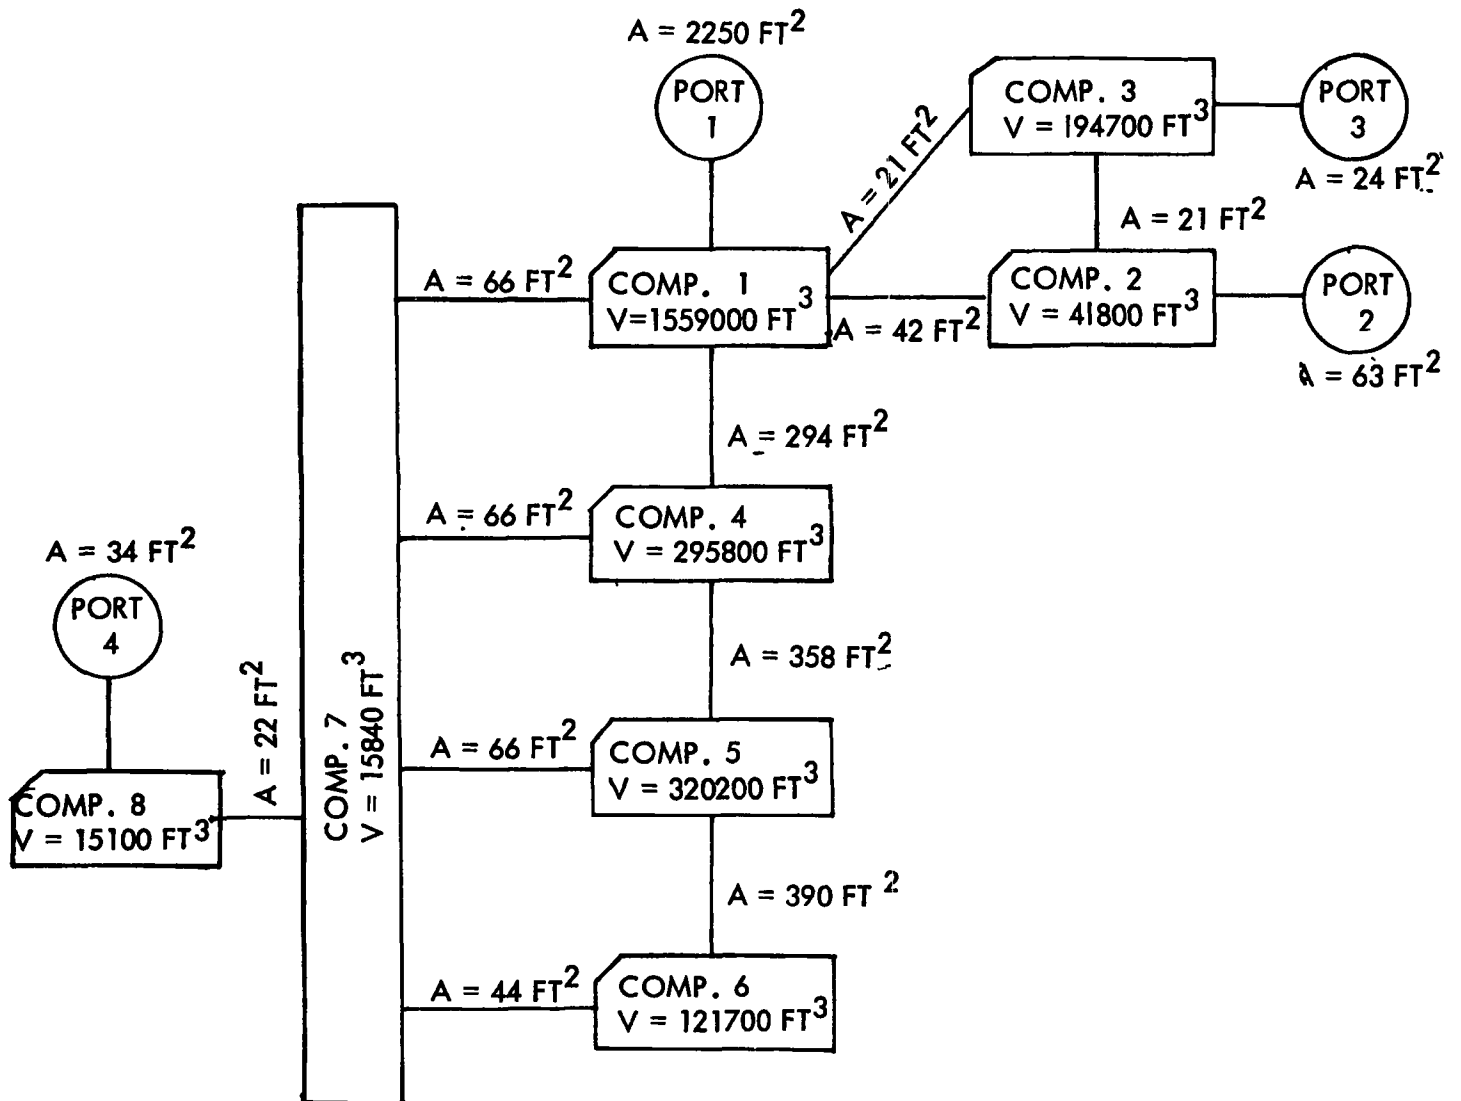 A = 2250 FT²
PORT
1
COMP. 3
V = 194700 FT³
PORT
3
A = 24 FT²
A = 21 FT²
A = 21 FT²
A = 66 FT²
COMP. 1
V=1559000 FT³
A = 42 FT²
COMP. 2
V = 41800 FT³
PORT
2
A = 63 FT²
A = 294 FT²
A = 66 FT²
COMP. 4
V = 295800 FT³
A = 34 FT²
PORT
4
A = 358 FT²
A = 22 FT²
COMP. 7
V = 15840 FT³
A = 66 FT²
COMP. 5
V = 320200 FT³
COMP. 8
V = 15100 FT³
A = 390 FT²
A = 44 FT²
COMP. 6
V = 121700 FT³